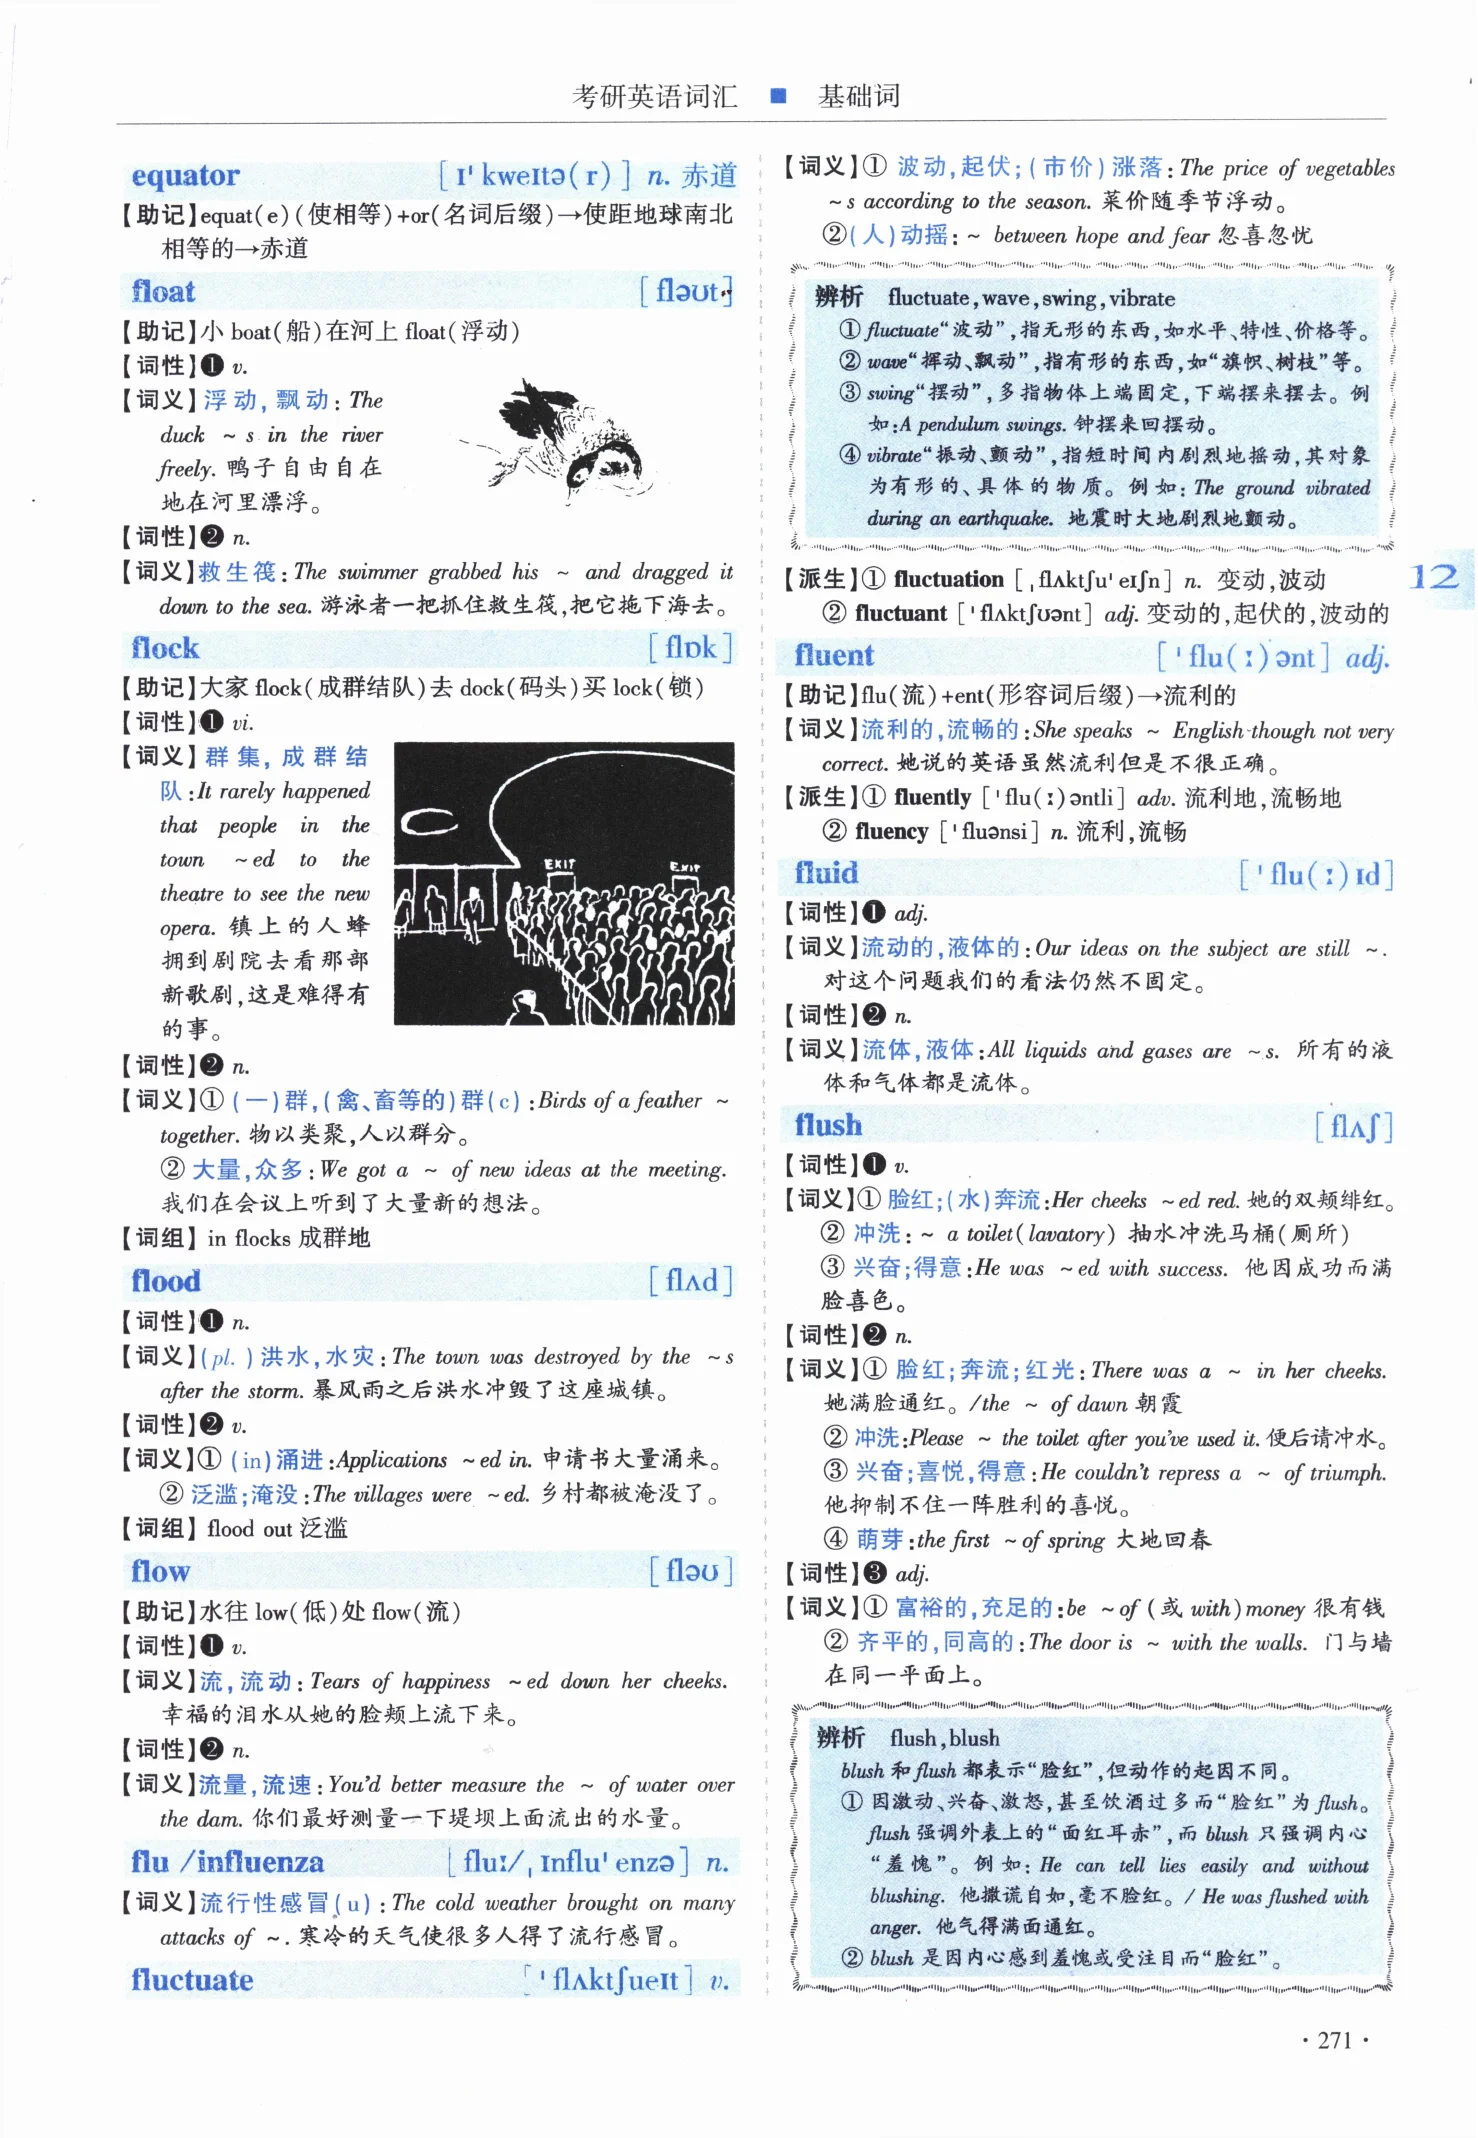 考研英语词汇 ■ 基础词
equator [ɪˈkweɪtə(r)] n. 赤道
【助记】equat(e)(使相等)+or(名词后缀)→使距地球南北
相等的→赤道
float [fləʊt]
【助记】小 boat(船)在河上 float(浮动)
【词性】❶ v.
【词义】浮动,飘动: The
duck ~s in the river
freely. 鸭子自由自在
地在河里漂浮。
【词性】❷ n.
【词义】救生筏: The swimmer grabbed his ~ and dragged it
down to the sea. 游泳者一把抓住救生筏,把它拖下海去。
flock [flɒk]
【助记】大家 flock(成群结队)去 dock(码头)买 lock(锁)
【词性】❶ vi.
【词义】群集, 成群结
队: It rarely happened
that people in the
town ~ed to the
theatre to see the new
opera. 镇上的人蜂
拥到剧院去看那部
新歌剧,这是难得有
的事。
EXIT
EXIT
【词性】❷ n.
【词义】①(一)群,(禽、畜等的)群(c): Birds of a feather ~
together. 物以类聚,人以群分。
② 大量,众多: We got a ~ of new ideas at the meeting.
我们在会议上听到了大量新的想法。
【词组】in flocks 成群地
flood [flʌd]
【词性】❶ n.
【词义】(pl.)洪水,水灾: The town was destroyed by the ~s
after the storm. 暴风雨之后洪水冲毁了这座城镇。
【词性】❷ v.
【词义】①(in)涌进: Applications ~ed in. 申请书大量涌来。
② 泛滥;淹没: The villages were ~ed. 乡村都被淹没了。
【词组】flood out 泛滥
flow [fləʊ]
【助记】水往 low(低)处 flow(流)
【词性】❶ v.
【词义】流,流动: Tears of happiness ~ed down her cheeks.
幸福的泪水从她的脸颊上流下来。
【词性】❷ n.
【词义】流量,流速: You'd better measure the ~ of water over
the dam. 你们最好测量一下堤坝上面流出的水量。
flu /influenza [fluː/ˌɪnfluˈenzə] n.
【词义】流行性感冒(u): The cold weather brought on many
attacks of ~. 寒冷的天气使很多人得了流行感冒。
fluctuate [ˈflʌktʃueɪt] v.
【词义】① 波动,起伏;(市价)涨落: The price of vegetables
~s according to the season. 菜价随季节浮动。
②(人)动摇: ~ between hope and fear 忽喜忽忧
辨析 fluctuate, wave, swing, vibrate
① fluctuate“波动”,指无形的东西,如水平、特性、价格等。
② wave“挥动、飘动”,指有形的东西,如“旗帜、树枝”等。
③ swing“摆动”,多指物体上端固定,下端摆来摆去。例
如: A pendulum swings. 钟摆来回摆动。
④ vibrate“振动、颤动”,指短时间内剧烈地摇动,其对象
为有形的、具体的物质。例如: The ground vibrated
during an earthquake. 地震时大地剧烈地颤动。
【派生】① fluctuation [ˌflʌktʃuˈeɪʃn] n. 变动,波动
② fluctuant [ˈflʌktʃʊənt] adj. 变动的,起伏的,波动的
12
fluent [ˈflu(ː)ənt] adj.
【助记】flu(流)+ent(形容词后缀)→流利的
【词义】流利的,流畅的: She speaks ~ English though not very
correct. 她说的英语虽然流利但是不很正确。
【派生】① fluently [ˈflu(ː)əntli] adv. 流利地,流畅地
② fluency [ˈfluənsi] n. 流利,流畅
fluid [ˈflu(ː)ɪd]
【词性】❶ adj.
【词义】流动的,液体的: Our ideas on the subject are still ~.
对这个问题我们的看法仍然不固定。
【词性】❷ n.
【词义】流体,液体: All liquids and gases are ~s. 所有的液
体和气体都是流体。
flush [flʌʃ]
【词性】❶ v.
【词义】① 脸红;(水)奔流: Her cheeks ~ed red. 她的双颊绯红。
② 冲洗: ~ a toilet(lavatory) 抽水冲洗马桶(厕所)
③ 兴奋;得意: He was ~ed with success. 他因成功而满
脸喜色。
【词性】❷ n.
【词义】① 脸红;奔流;红光: There was a ~ in her cheeks.
她满脸通红。/the ~ of dawn 朝霞
② 冲洗: Please ~ the toilet after you've used it. 便后请冲水。
③ 兴奋;喜悦,得意: He couldn't repress a ~ of triumph.
他抑制不住一阵胜利的喜悦。
④ 萌芽: the first ~ of spring 大地回春
【词性】❸ adj.
【词义】① 富裕的,充足的: be ~ of (或 with) money 很有钱
② 齐平的,同高的: The door is ~ with the walls. 门与墙
在同一平面上。
辨析 flush, blush
blush 和 flush 都表示“脸红”,但动作的起因不同。
① 因激动、兴奋、激怒,甚至饮酒过多而“脸红”为 flush。
flush 强调外表上的“面红耳赤”,而 blush 只强调内心
“羞愧”。例如: He can tell lies easily and without
blushing. 他撒谎自如,毫不脸红。/ He was flushed with
anger. 他气得满面通红。
② blush 是因内心感到羞愧或受注目而“脸红”。
·271·